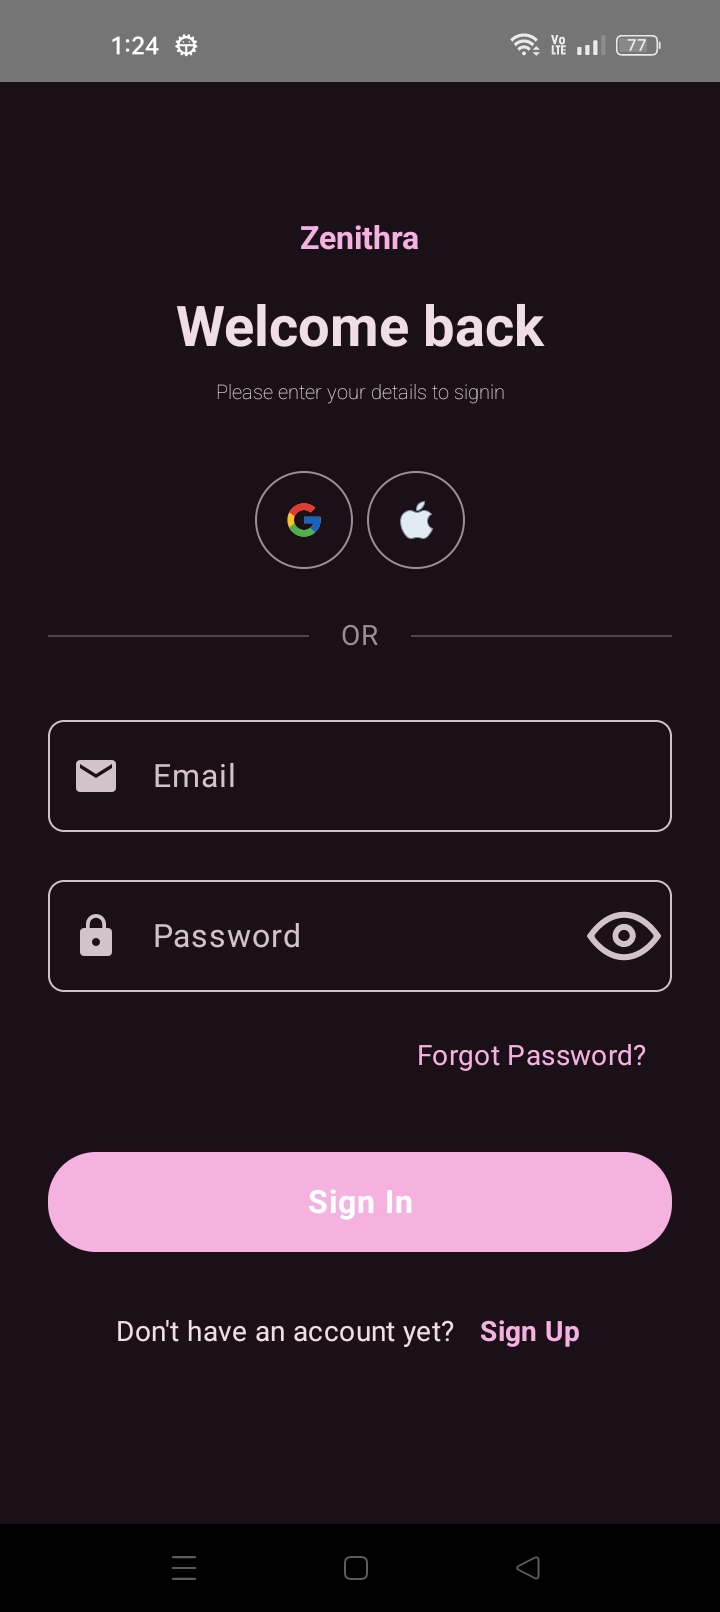 1:24 Vo LTE 77
Zenithra
Welcome back
Please enter your details to signin
OR
Email
Password
Forgot Password?
Sign In
Don't have an account yet? Sign Up